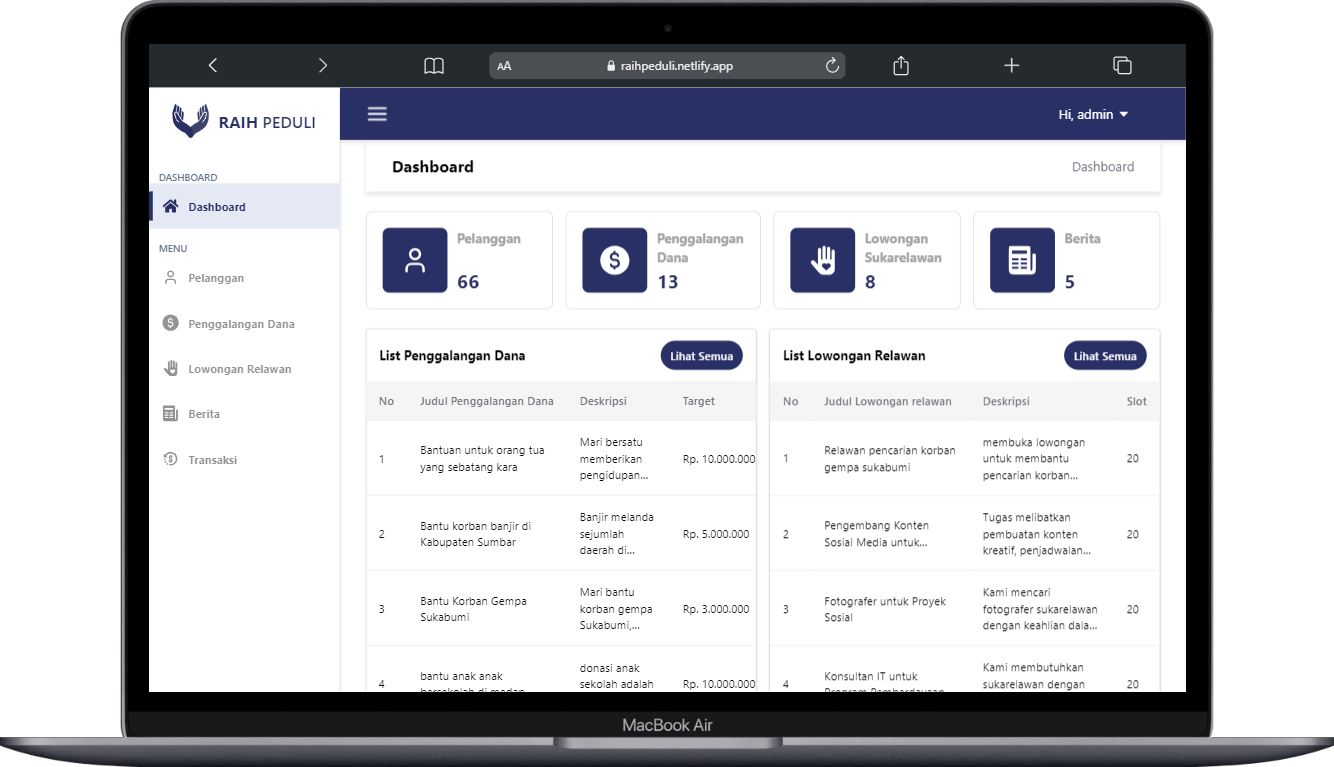 AA
raihpeduli.netlify.app
RAIH PEDULI
Hi, admin
DASHBOARD
Dashboard
MENU
Pelanggan
Penggalangan Dana
Lowongan Relawan
Berita
Transaksi
Dashboard
Dashboard
Pelanggan
66
Penggalangan
Dana
13
Lowongan
Sukarelawan
8
Berita
5
List Penggalangan Dana
Lihat Semua
No Judul Penggalangan Dana Deskripsi Target
1
Bantuan untuk orang tua
yang sebatang kara
Mari bersatu
memberikan
pengidupan...
Rp. 10.000.000
2
Bantu korban banjir di
Kabupaten Sumbar
Banjir melanda
sejumlah
daerah di...
Rp. 5.000.000
3
Bantu Korban Gempa
Sukabumi
Mari bantu
korban gempa
Sukabumi,...
Rp. 3.000.000
4
bantu anak anak
bersekolah di medan
donasi anak
sekolah adalah
Rp. 10.000.000
List Lowongan Relawan
Lihat Semua
No Judul Lowongan relawan Deskripsi Slot
1
Relawan pencarian korban
gempa sukabumi
membuka lowongan
untuk membantu
pencarian korban...
20
2
Pengembang Konten
Sosial Media untuk...
Tugas melibatkan
pembuatan konten
kreatif, penjadwalan...
20
3
Fotografer untuk Proyek
Sosial
Kami mencari
fotografer sukarelawan
dengan keahlian dala...
20
4
Konsultan IT untuk
Program Pemberdayaan
Kami membutuhkan
sukarelawan dengan
20
MacBook Air